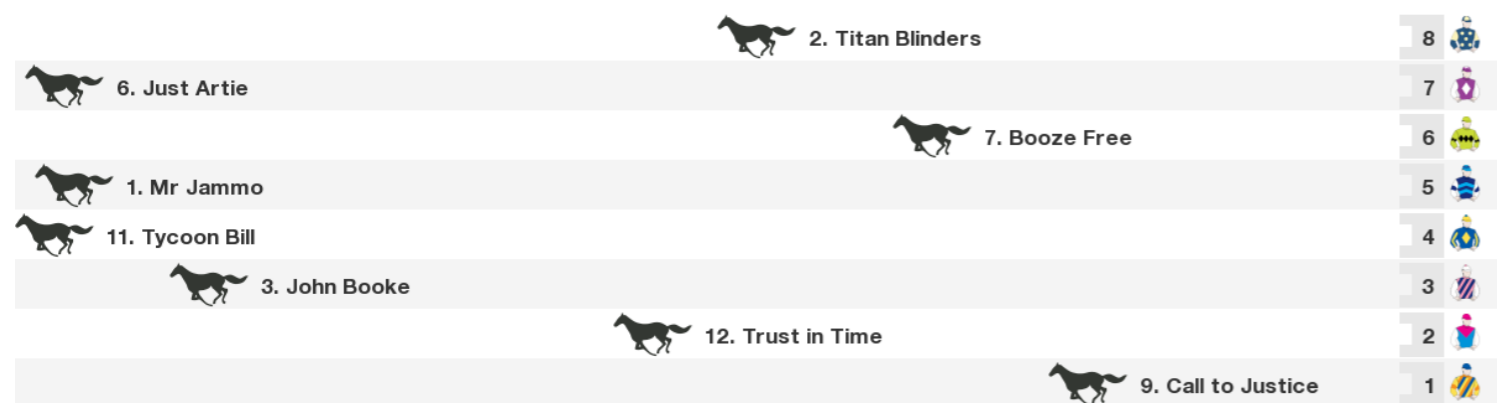 2. Titan Blinders 8
6. Just Artie 7
7. Booze Free 6
1. Mr Jammo 5
11. Tycoon Bill 4
3. John Booke 3
12. Trust in Time 2
9. Call to Justice 1